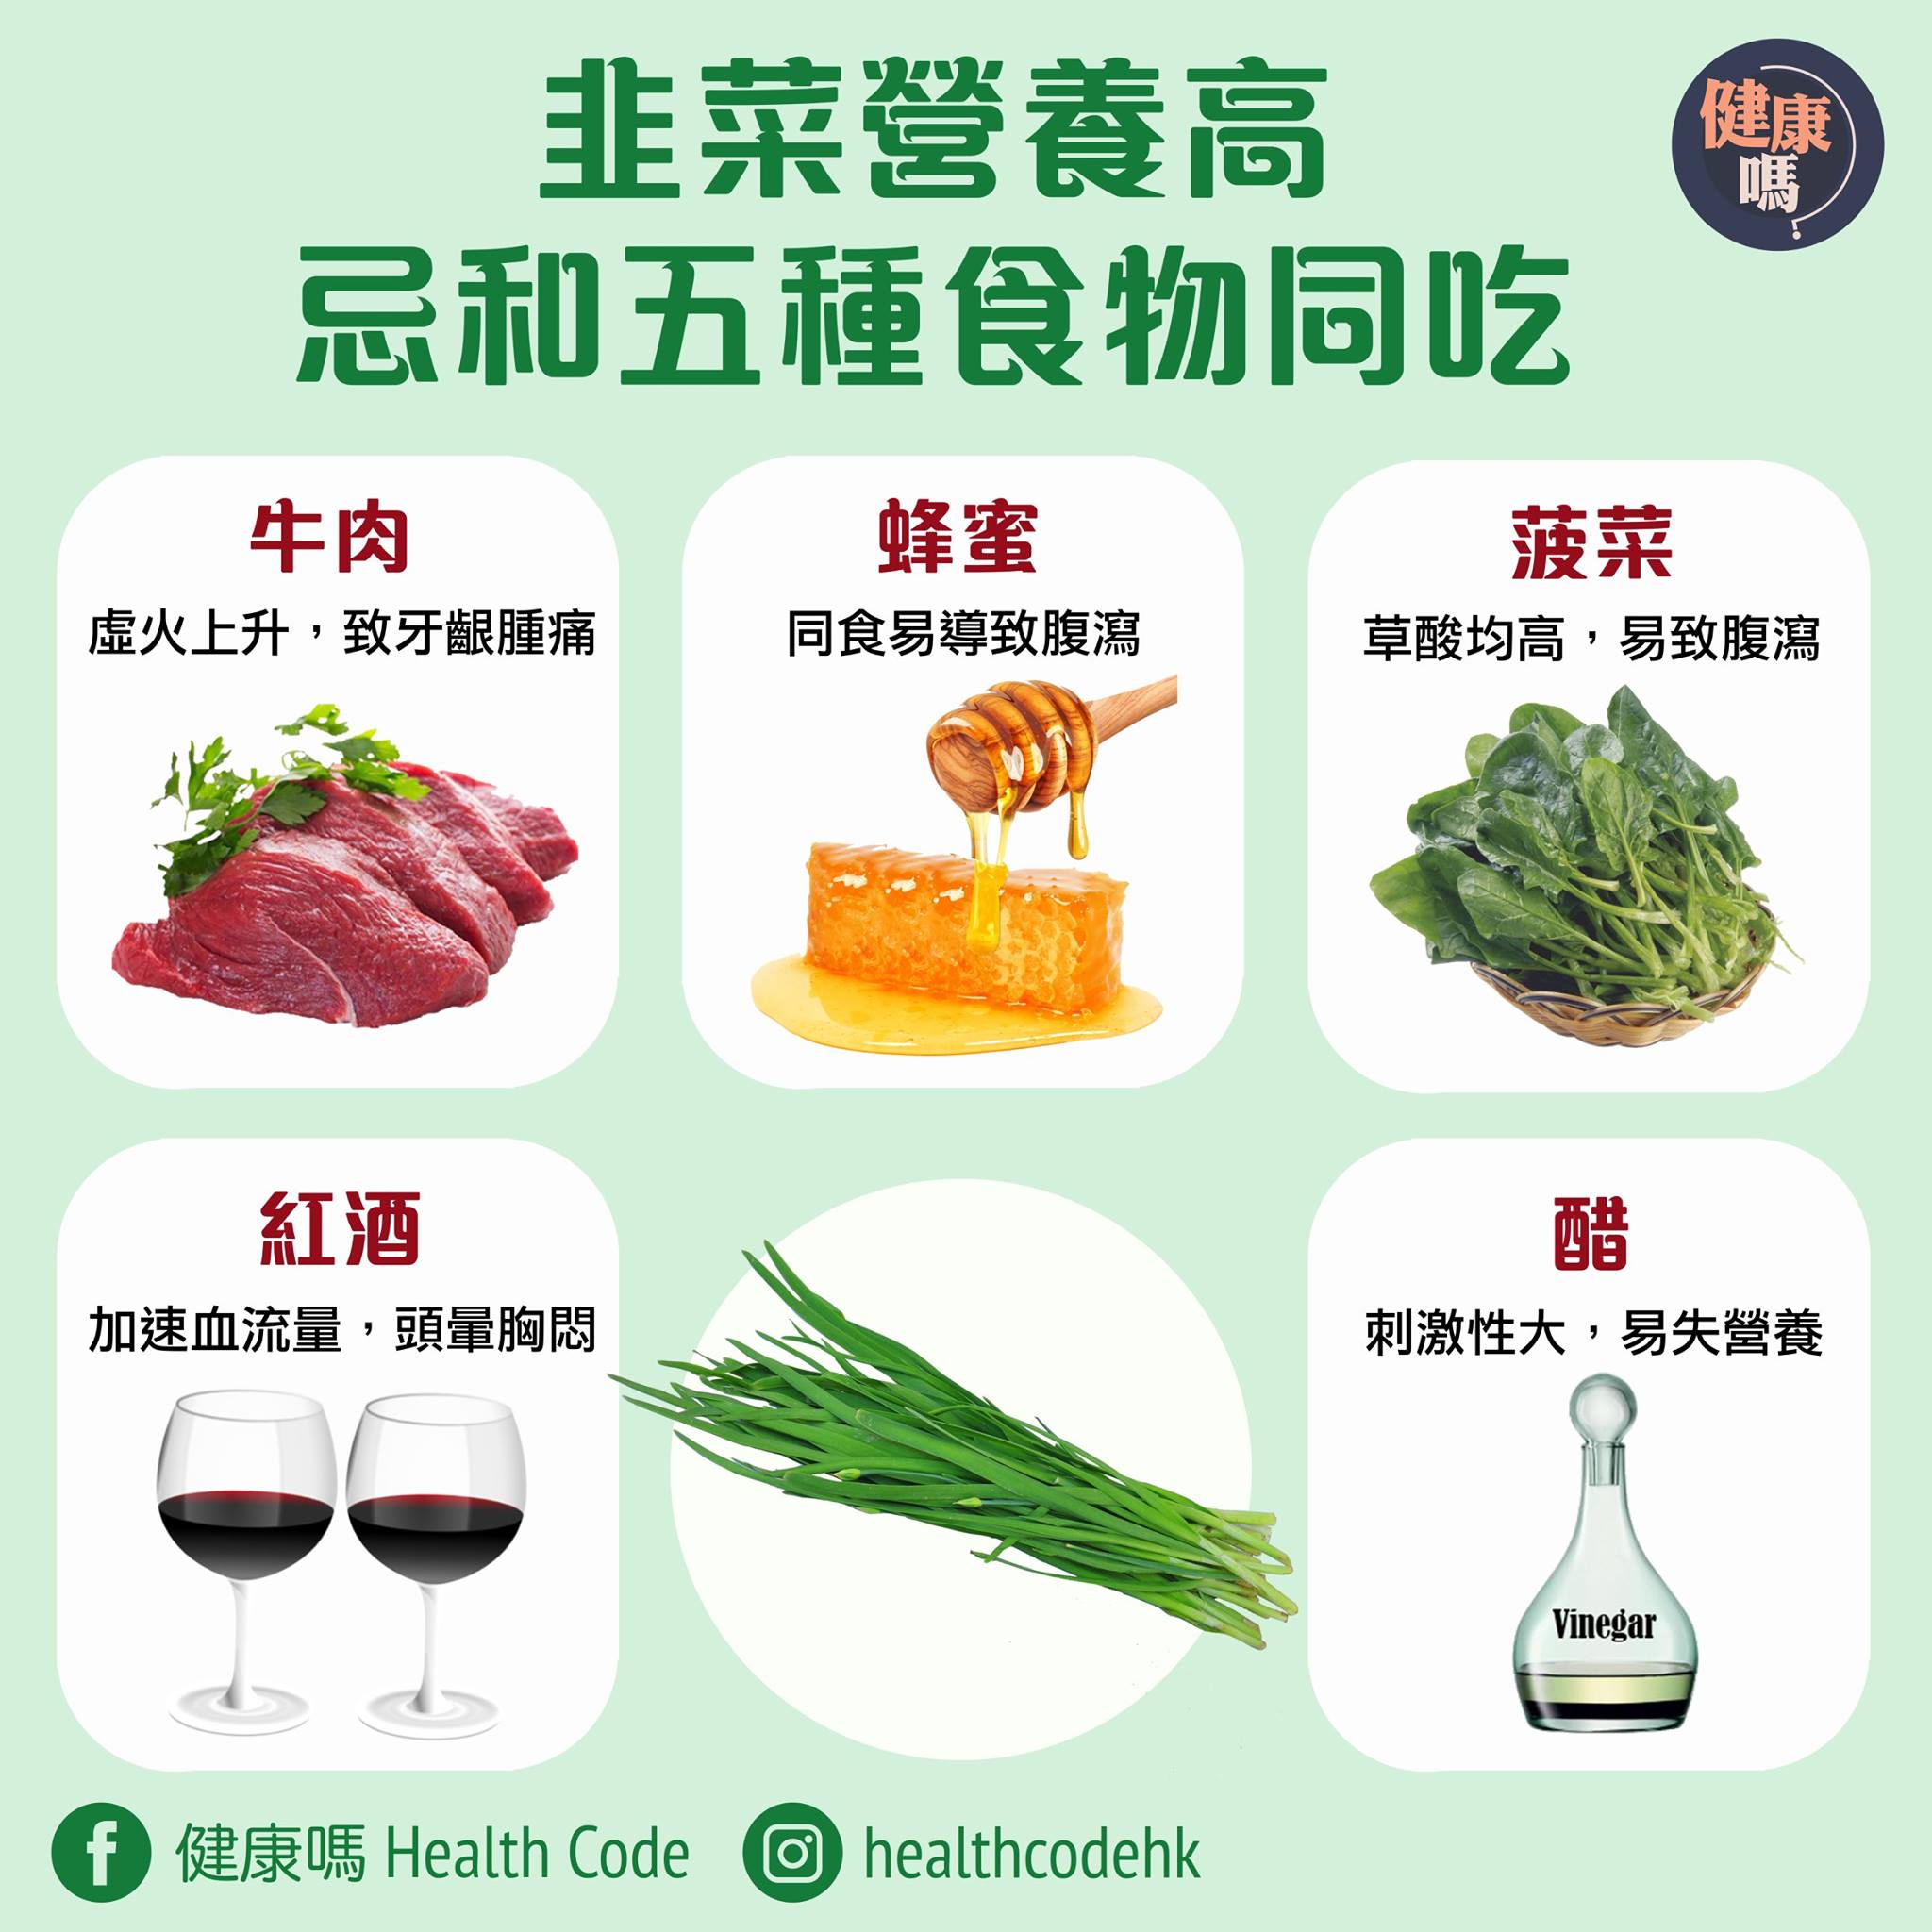 韭菜營養高
忌和五種食物同吃
健康
嗎?
牛肉
虛火上升，致牙齦腫痛
蜂蜜
同食易導致腹瀉
菠菜
草酸均高，易致腹瀉
紅酒
加速血流量，頭暈胸悶
醋
刺激性大，易失營養
Vinegar
健康嗎 Health Code
healthcodehk